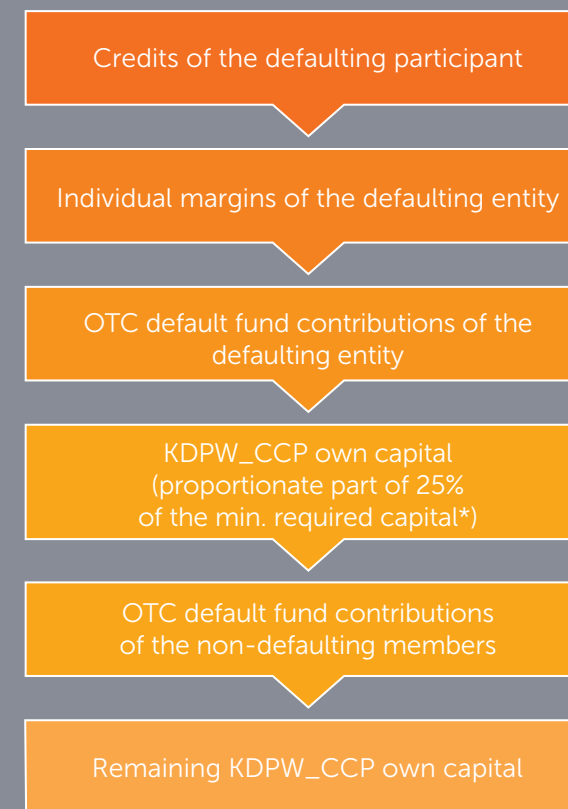 Credits of the defaulting participant
Individual margins of the defaulting entity
OTC default fund contributions of the
defaulting entity
KDPW_CCP own capital
(proportionate part of 25%
of the min. required capital*)
OTC default fund contributions
of the non-defaulting members
Remaining KDPW_CCP own capital